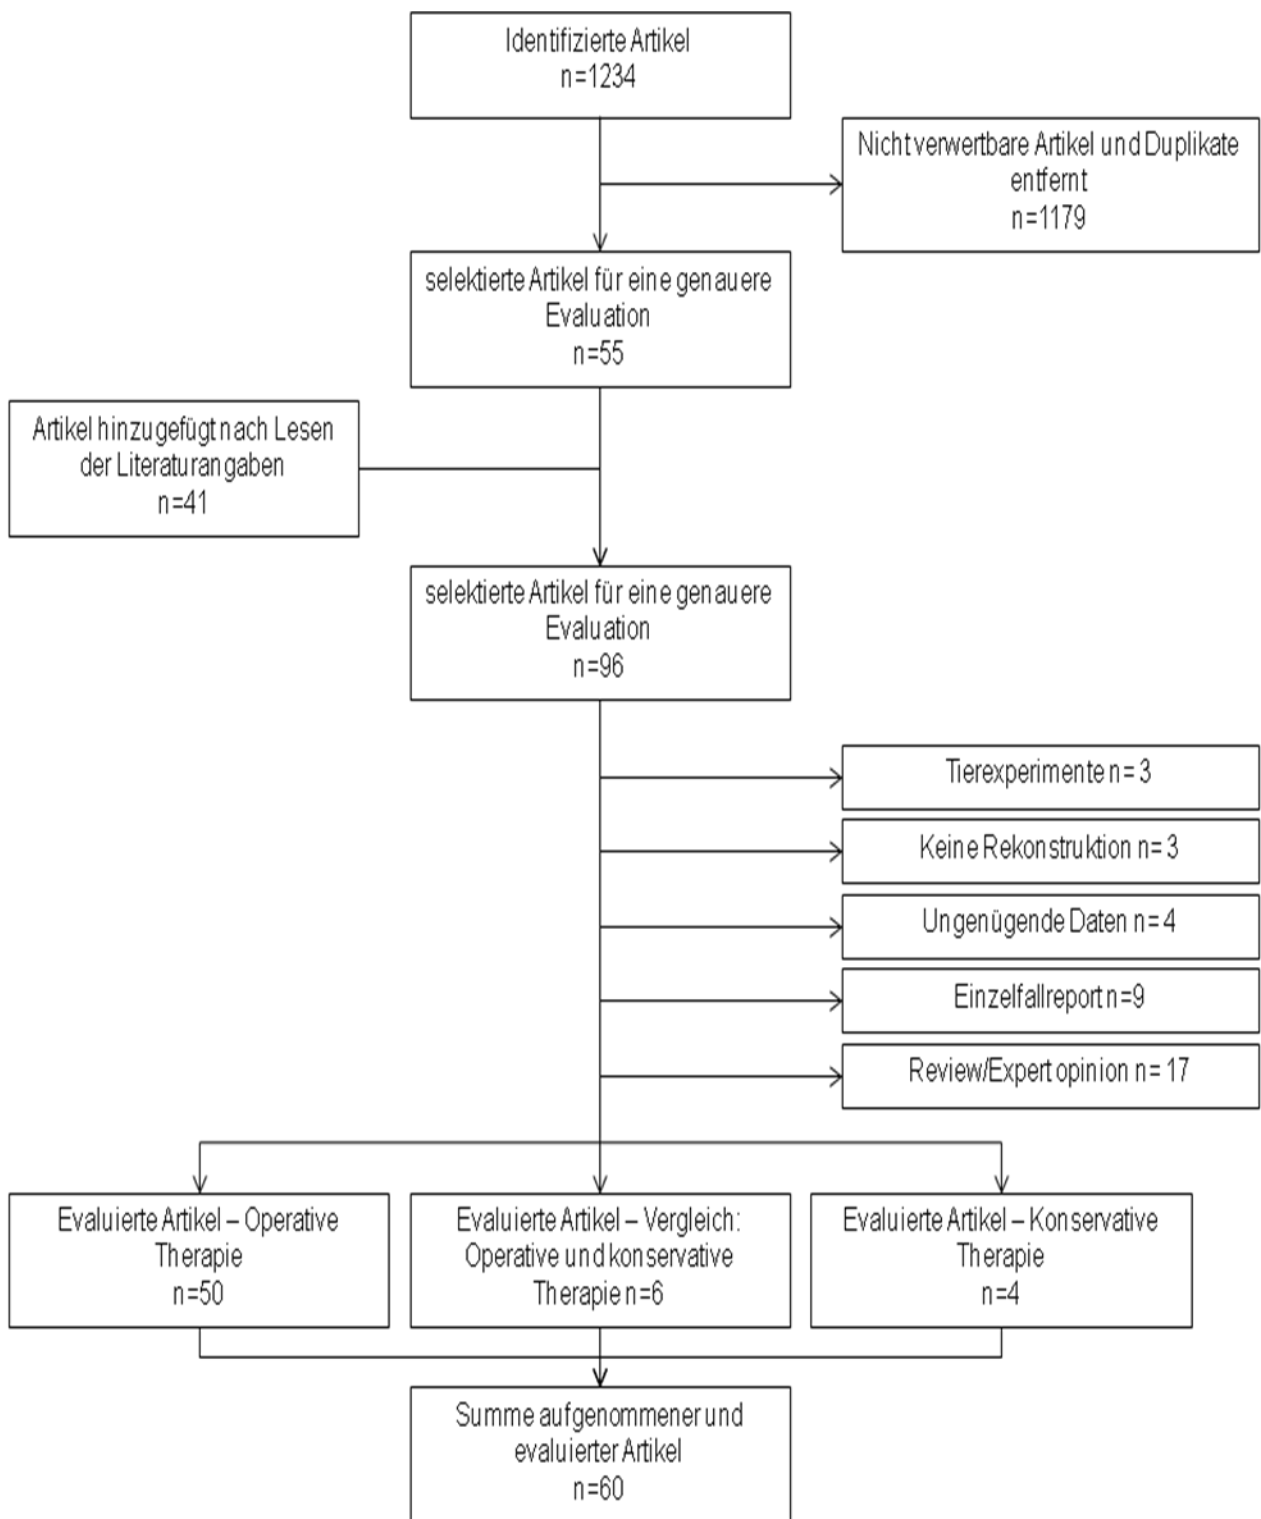 Identifizierte Artikel
n=1234
Nicht verwertbare Artikel und Duplikate
entfernt
n=1179
selektierte Artikel für eine genauere
Evaluation
n=55
Artikel hinzugefügt nach Lesen
der Literaturangaben
n=41
selektierte Artikel für eine genauere
Evaluation
n=96
Tierexperimente n= 3
Keine Rekonstruktion n= 3
Ungenügende Daten n= 4
Einzelfallreport n=9
Review/Expert opinion n= 17
Evaluierte Artikel – Operative
Therapie
n=50
Evaluierte Artikel – Vergleich:
Operative und konservative
Therapie n=6
Evaluierte Artikel – Konservative
Therapie
n=4
Summe aufgenommener und
evaluierter Artikel
n=60